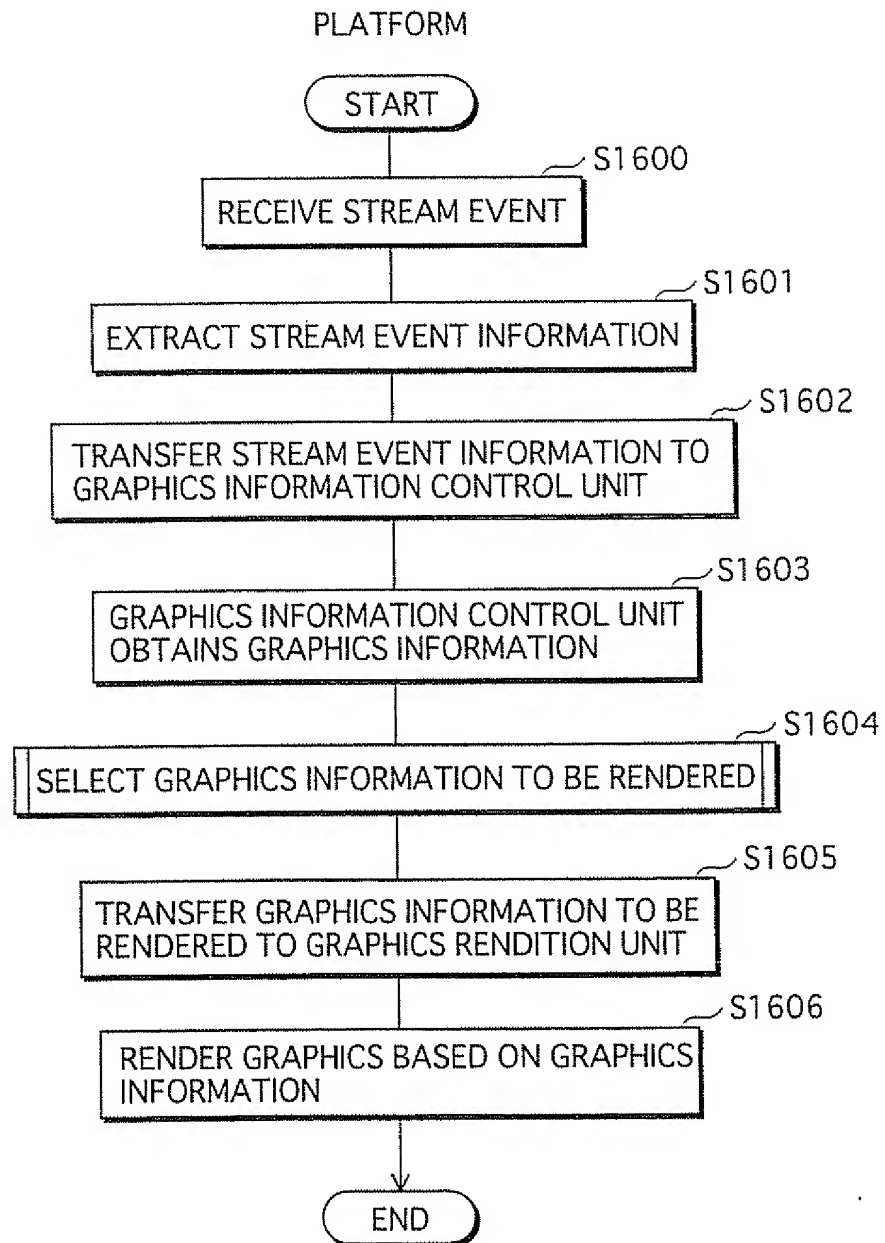 PLATFORM
START
S1600
RECEIVE STREAM EVENT
S1601
EXTRACT STREAM EVENT INFORMATION
S1602
TRANSFER STREAM EVENT INFORMATION TO
GRAPHICS INFORMATION CONTROL UNIT
S1603
GRAPHICS INFORMATION CONTROL UNIT
OBTAINS GRAPHICS INFORMATION
S1604
SELECT GRAPHICS INFORMATION TO BE RENDERED
S1605
TRANSFER GRAPHICS INFORMATION TO BE
RENDERED TO GRAPHICS RENDITION UNIT
S1606
RENDER GRAPHICS BASED ON GRAPHICS
INFORMATION
END